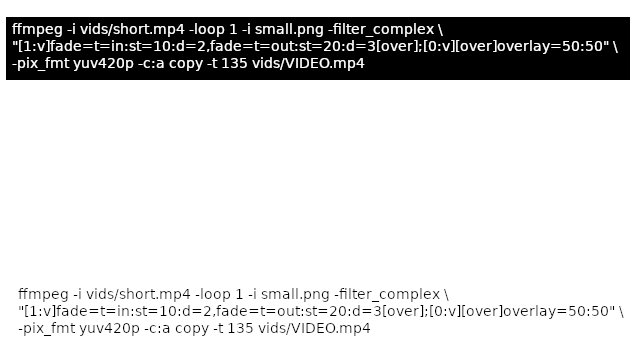 ffmpeg -i vids/short.mp4 -loop 1 -i small.png -filter_complex \
"[1:v]fade=t=in:st=10:d=2,fade=t=out:st=20:d=3[over];[0:v][over]overlay=50:50" \
-pix_fmt yuv420p -c:a copy -t 135 vids/VIDEO.mp4
ffmpeg -i vids/short.mp4 -loop 1 -i small.png -filter_complex \
"[1:v]fade=t=in:st=10:d=2,fade=t=out:st=20:d=3[over];[0:v][over]overlay=50:50" \
-pix_fmt yuv420p -c:a copy -t 135 vids/VIDEO.mp4